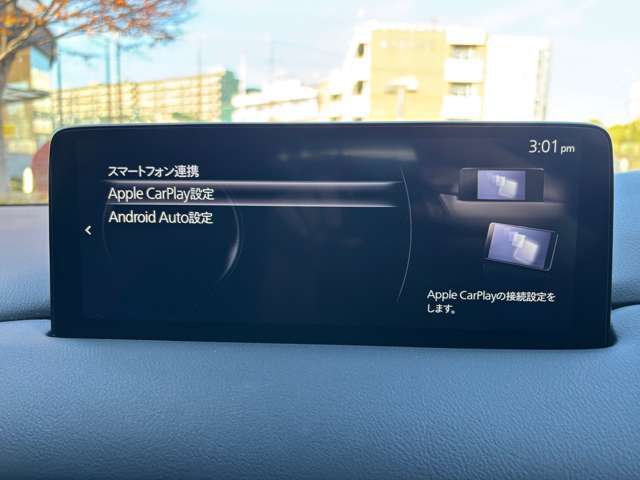 3:01 pm
スマートフォン連携
Apple CarPlay設定
Android Auto設定
Apple CarPlayの接続設定を
します。